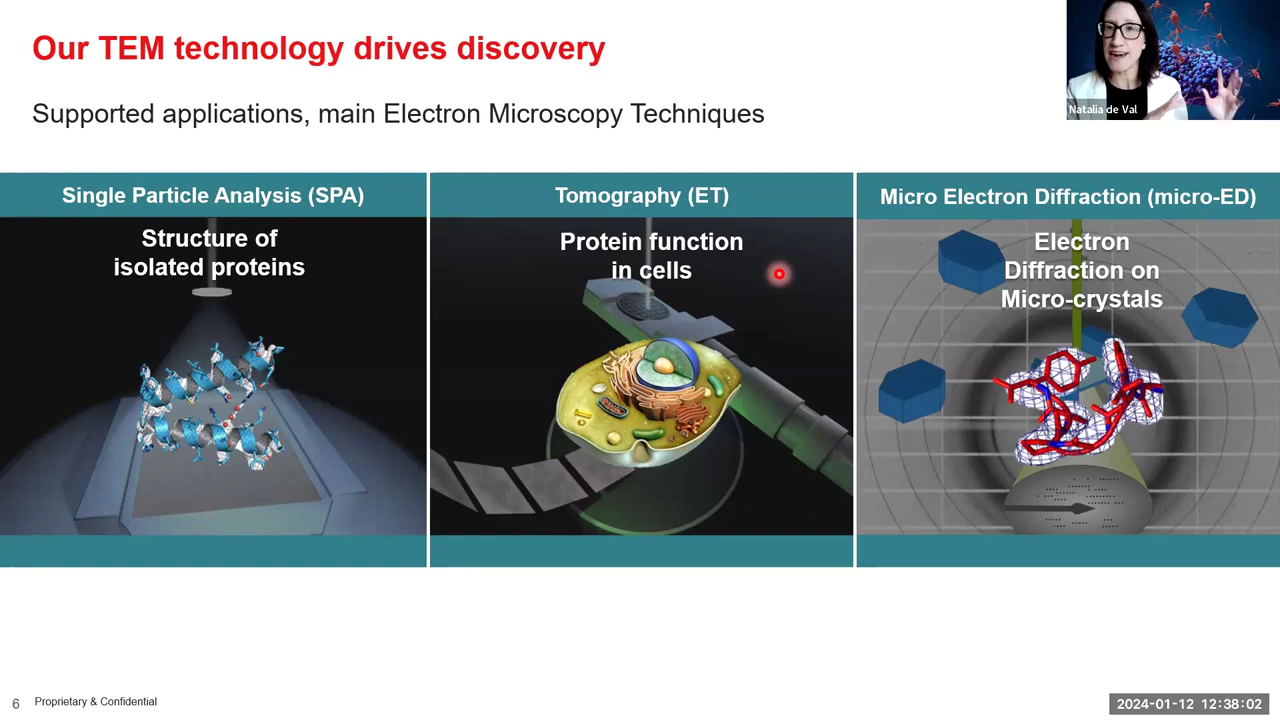 Our TEM technology drives discovery
Supported applications, main Electron Microscopy Techniques
Natalia de Val
Single Particle Analysis (SPA)
Structure of
isolated proteins
Tomography (ET)
Protein function
in cells
Micro Electron Diffraction (micro-ED)
Electron
Diffraction on
Micro-crystals
6
Proprietary & Confidential
2024-01-12 12:38:02